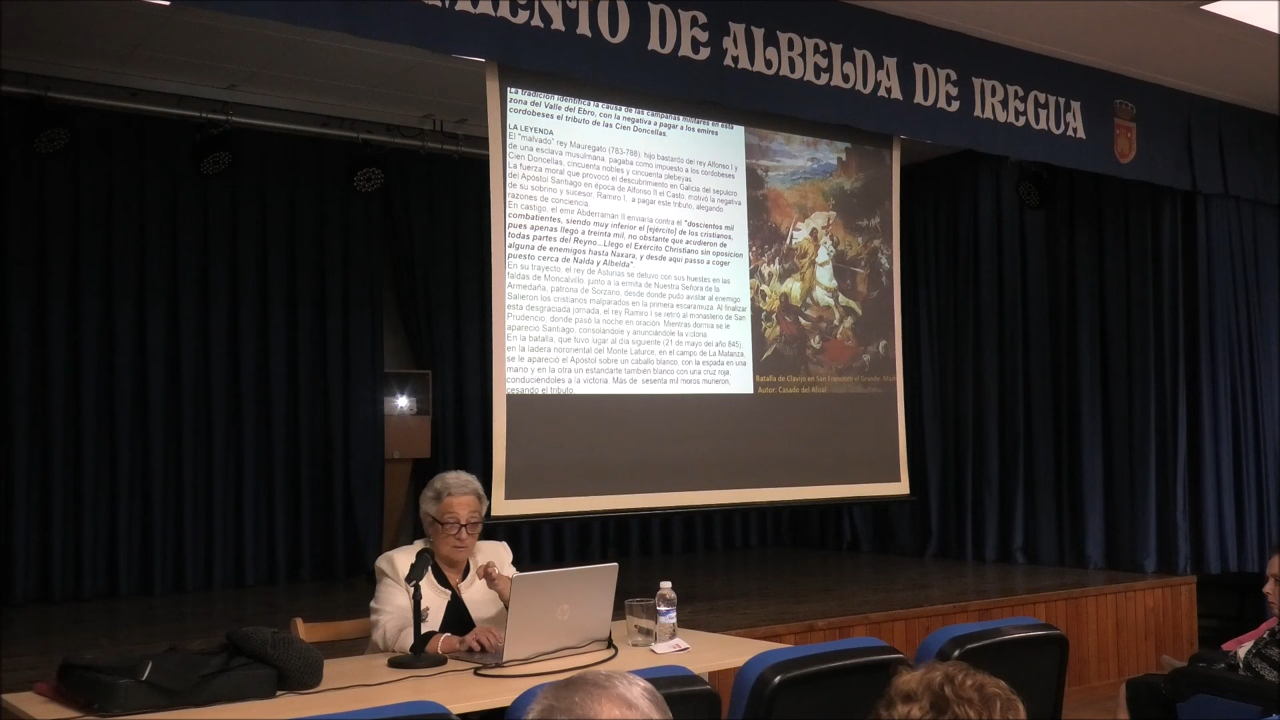 MIENTO DE ALBELDA DE IREGUA
La tradición identifica la causa de las campañas militares en esta
zona del Valle del Ebro, con la negativa a pagar a los emires
cordobeses el tributo de las Cien Doncellas.
LA LEYENDA
El "malvado" rey Mauregato (783-788), hijo bastardo del rey Alfonso I y
de una esclava musulmana, pagaba como impuesto a los cordobeses
Cien Doncellas, cincuenta nobles y cincuenta plebeyas.
La fuerza moral que provocó el descubrimiento en Galicia del sepulcro
del Apóstol Santiago en época de Alfonso II el Casto, motivó la negativa
de su sobrino y sucesor, Ramiro I, a pagar este tributo, alegando
razones de conciencia.
En castigo, el emir Abderramán II enviaría contra él "doscientos mil
combatientes, siendo muy inferior el [ejército] de los cristianos,
pues apenas llego a treinta mil, no obstante que acudieron de
todas partes del Reyno...Llego el Exército Christiano sin oposicion
alguna de enemigos hasta Naxara, y desde aqui passo a coger
puesto cerca de Nalda y Albelda".
En su trayecto, el rey de Asturias se detuvo con sus huestes en las
faldas de Moncalvillo, junto a la ermita de Nuestra Señora de la
Armedaña, patrona de Sorzano, desde donde pudo avistar al enemigo.
Salieron los cristianos malparados en la primera escaramuza. Al finalizar
esta desgraciada jornada, el rey Ramiro I se retiró al monasterio de San
Prudencio, donde pasó la noche en oración. Mientras dormía se le
apareció Santiago, consolándole y anunciándole la victoria.
En la batalla, que tuvo lugar al día siguiente (21 de mayo del año 845),
en la ladera nororiental del Monte Laturce, en el campo de La Matanza,
se le apareció el Apóstol sobre un caballo blanco, con la espada en una
mano y en la otra un estandarte también blanco con una cruz roja,
conduciéndoles a la victoria. Más de sesenta mil moros murieron,
cesando el tributo.
Batalla de Clavijo en San Francisco el Grande. Mad
Autor: Casado del Alisal
hp